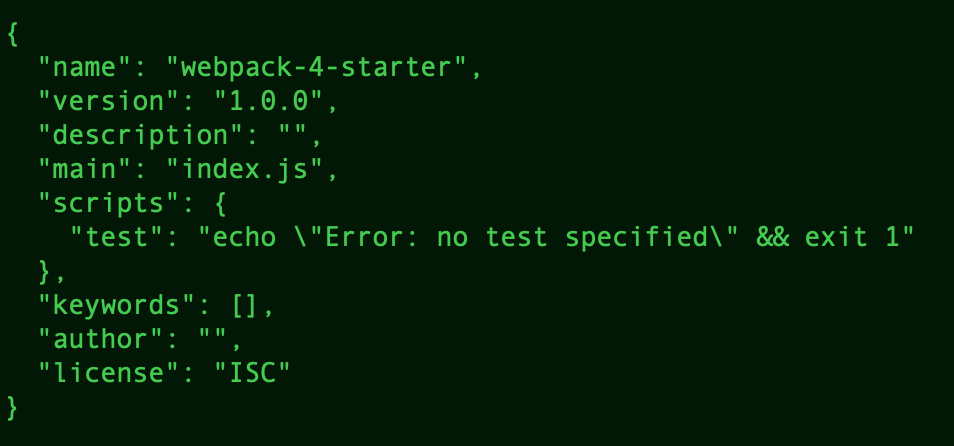 {
  "name": "webpack-4-starter",
  "version": "1.0.0",
  "description": "",
  "main": "index.js",
  "scripts": {
    "test": "echo \"Error: no test specified\" && exit 1"
  },
  "keywords": [],
  "author": "",
  "license": "ISC"
}